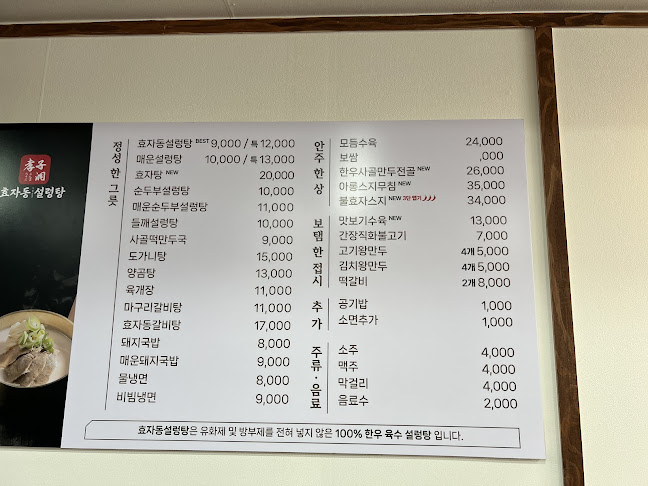 孝子洞
효자동설렁탕
정성 한 그릇
효자동설렁탕 BEST 9,000 / 특 12,000
매운설렁탕 10,000 / 특 13,000
효자탕 NEW 20,000
순두부설렁탕 10,000
매운순두부설렁탕 11,000
들깨설렁탕 10,000
사골떡만두국 9,000
도가니탕 15,000
양곰탕 13,000
육개장 11,000
마구리갈비탕 11,000
효자동갈비탕 17,000
돼지국밥 8,000
매운돼지국밥 9,000
물냉면 8,000
비빔냉면 9,000
안주 한 상
모듬수육 24,000
보쌈 ,000
한우사골만두전골 NEW 26,000
아롱스지무침 NEW 35,000
불효자스지 NEW 3단 맵기 34,000
보탬 한 접시
맛보기수육 NEW 13,000
간장직화불고기 7,000
고기왕만두 4개 5,000
김치왕만두 4개 5,000
떡갈비 2개 8,000
추가
공기밥 1,000
소면추가 1,000
주류·음료
소주 4,000
맥주 4,000
막걸리 4,000
음료수 2,000
효자동설렁탕은 유화제 및 방부제를 전혀 넣지 않은 100% 한우 육수 설렁탕 입니다.